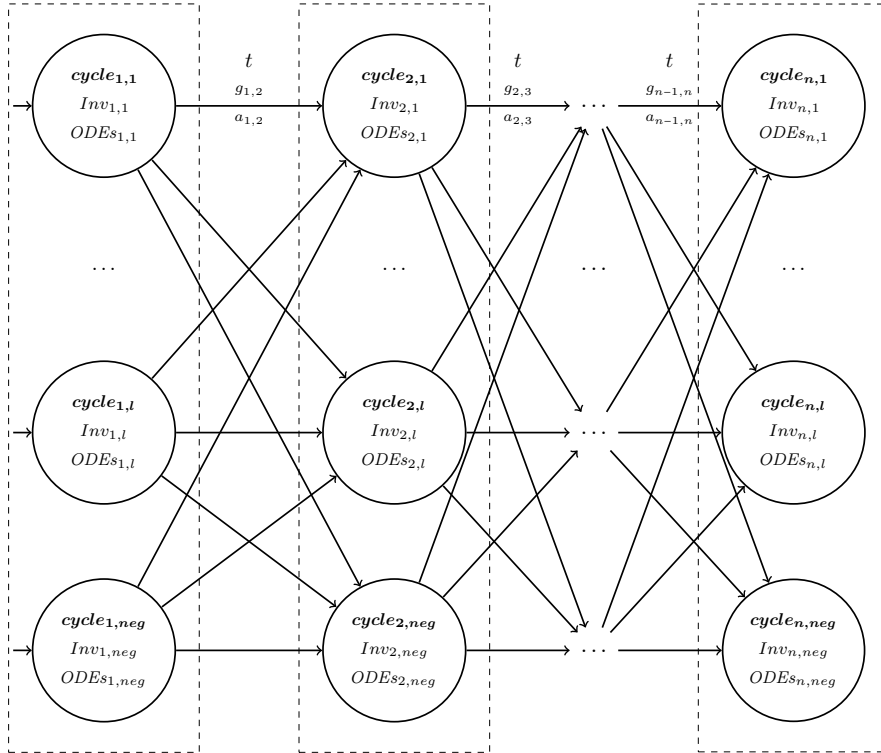 cycle₁,₁
Inv₁,₁
ODEs₁,₁
t
g₁,₂
a₁,₂
cycle₂,₁
Inv₂,₁
ODEs₂,₁
t
g₂,₃
a₂,₃
...
t
gₙ₋₁,ₙ
aₙ₋₁,ₙ
cycleₙ,₁
Invₙ,₁
ODEsₙ,₁
... ... ... ...
cycle₁,ₗ
Inv₁,ₗ
ODEs₁,ₗ
cycle₂,ₗ
Inv₂,ₗ
ODEs₂,ₗ
...
cycleₙ,ₗ
Invₙ,ₗ
ODEsₙ,ₗ
cycle₁,neg
Inv₁,neg
ODEs₁,neg
cycle₂,neg
Inv₂,neg
ODEs₂,neg
...
cycleₙ,neg
Invₙ,neg
ODEsₙ,neg